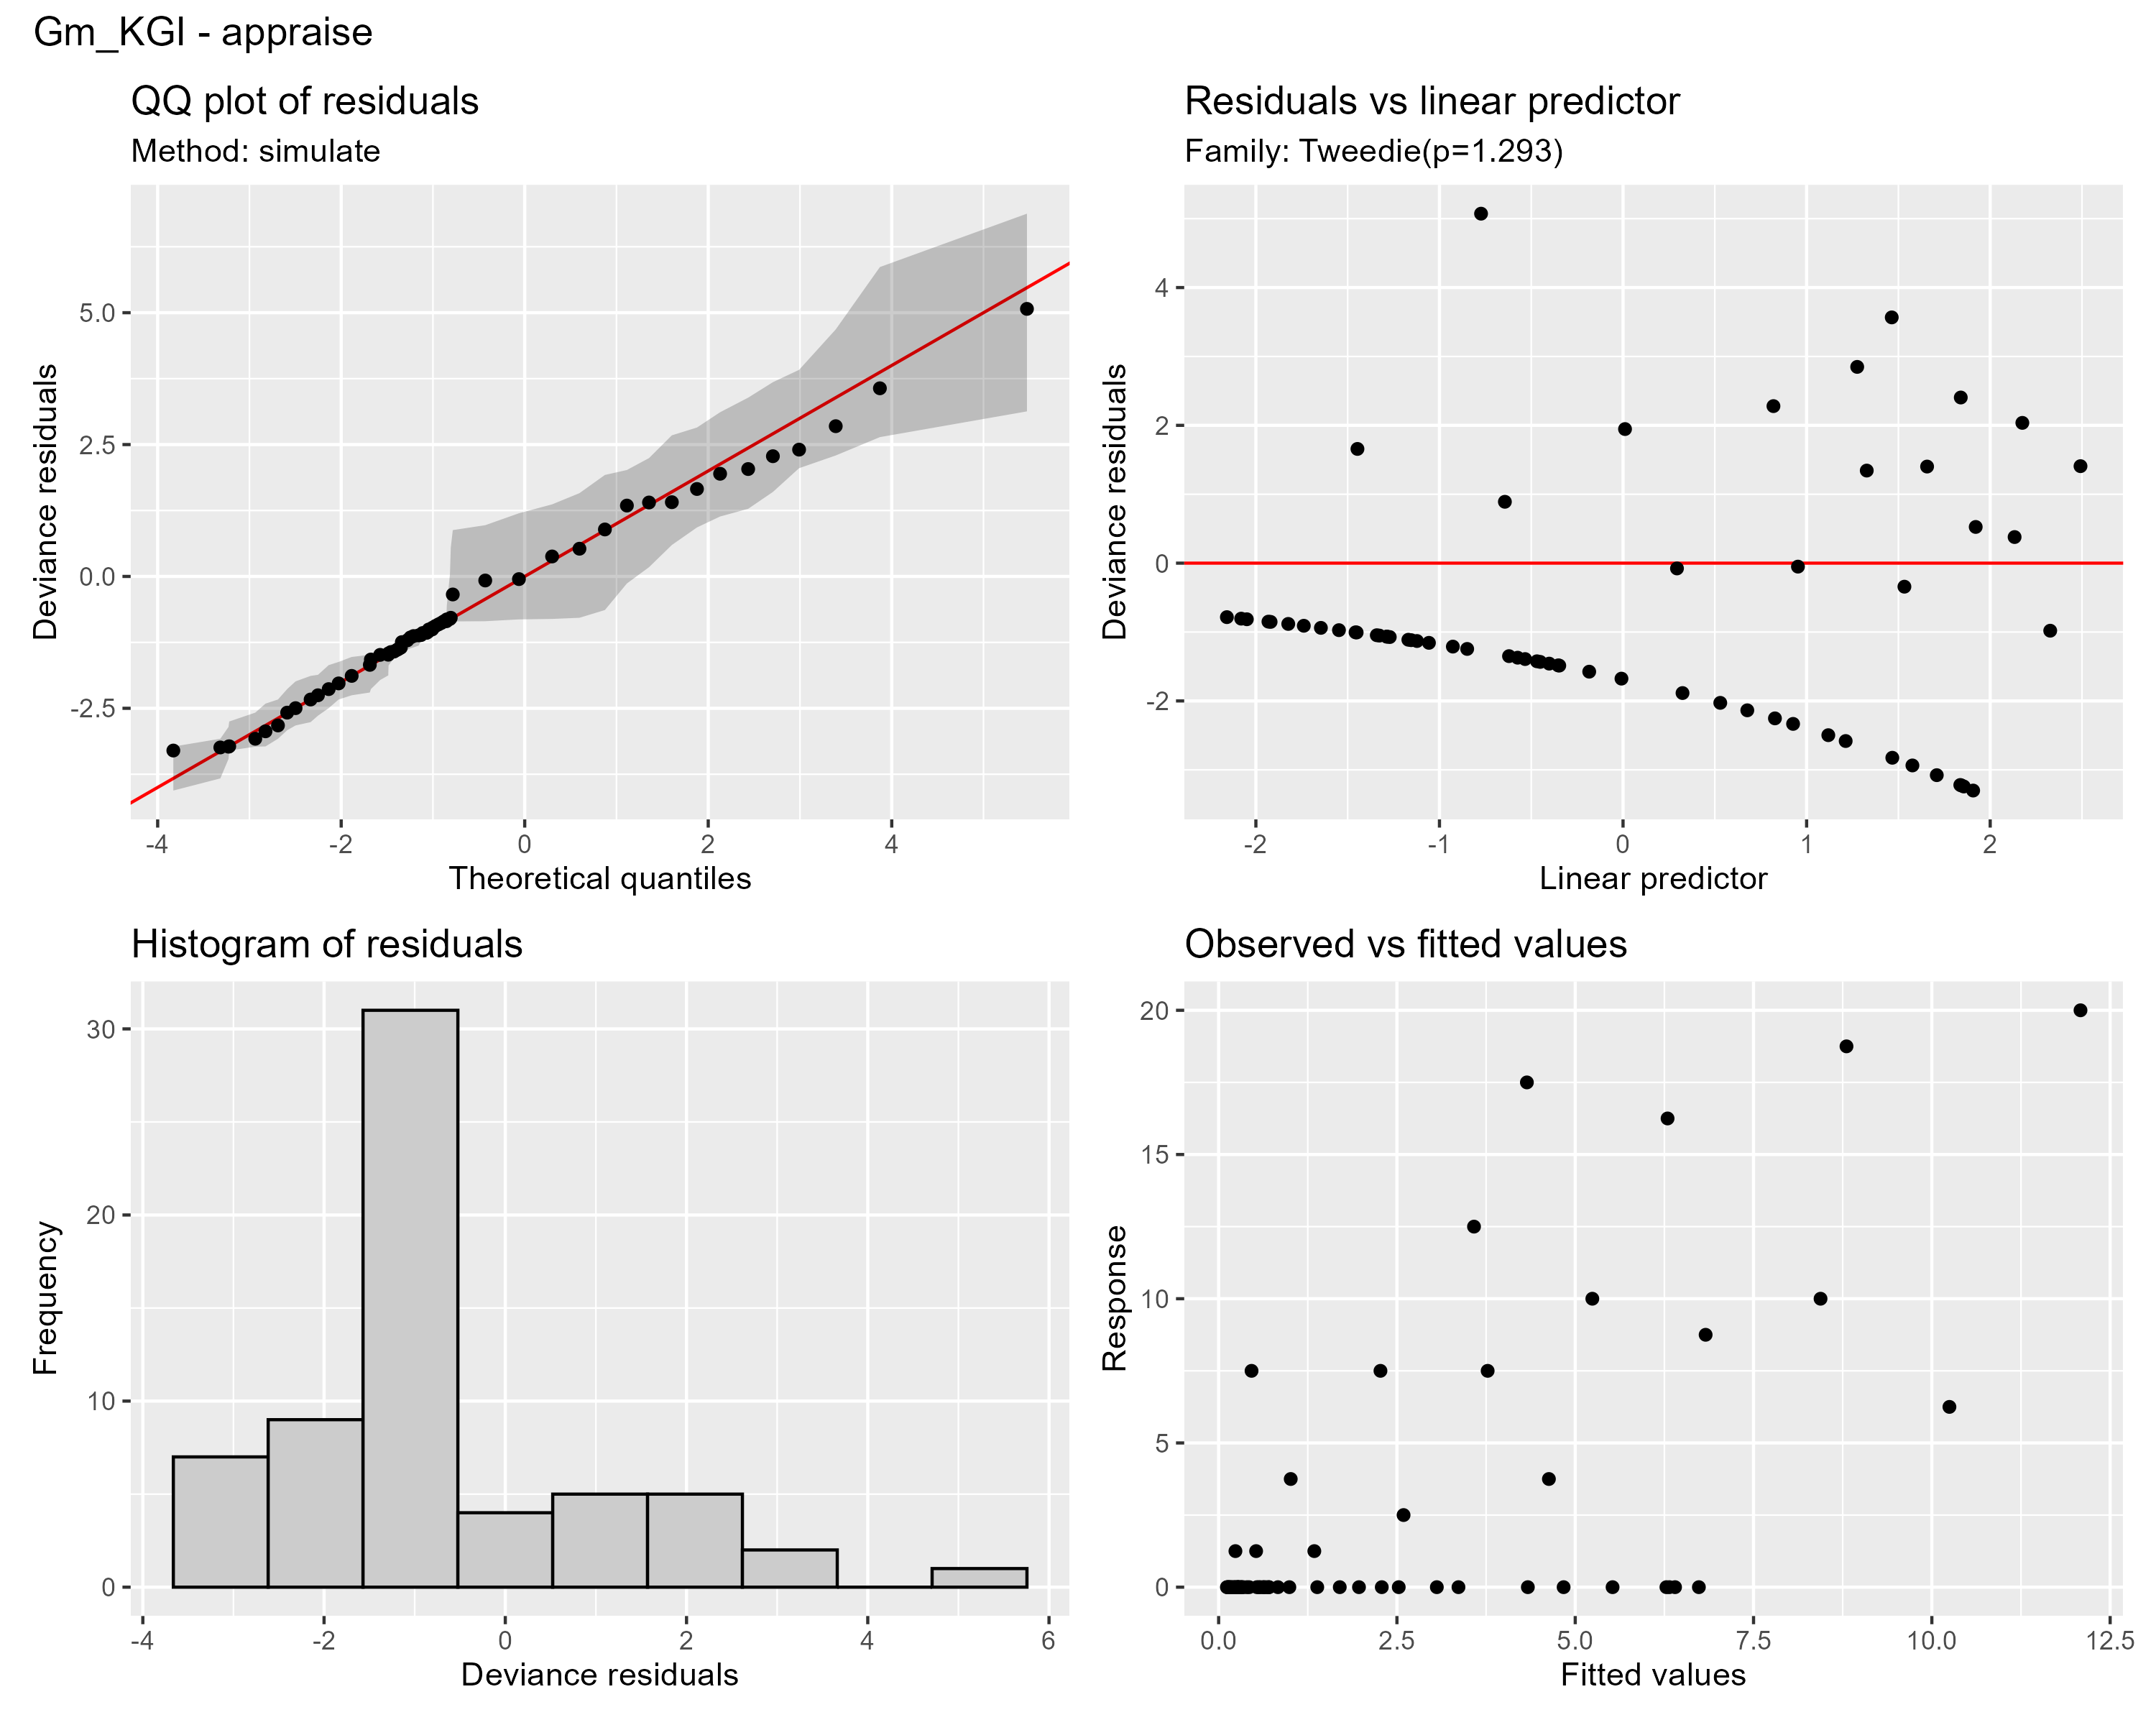 Gm_KGl - appraise
QQ plot of residuals
Method: simulate
5.0
2.5
0.0
-2.5
-4
-2
0
2
4
Deviance residuals
Theoretical quantiles
Residuals vs linear predictor
Family: Tweedie(p=1.293)
4
2
0
-2
-2
-1
0
1
2
Deviance residuals
Linear predictor
Histogram of residuals
30
20
10
0
-4
-2
0
2
4
6
Frequency
Deviance residuals
Observed vs fitted values
20
15
10
5
0
0.0
2.5
5.0
7.5
10.0
12.5
Response
Fitted values